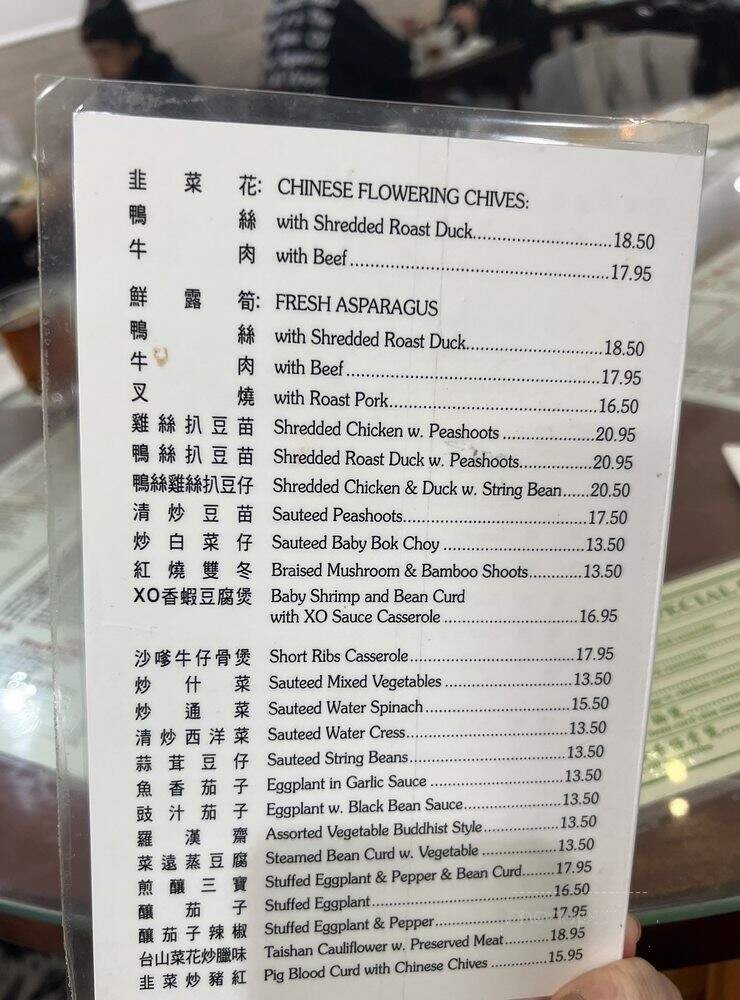 韭菜花: CHINESE FLOWERING CHIVES:
鴨絲 with Shredded Roast Duck 18.50
牛肉 with Beef 17.95
鮮露筍: FRESH ASPARAGUS
鴨絲 with Shredded Roast Duck 18.50
牛肉 with Beef 17.95
叉燒 with Roast Pork 16.50
雞絲扒豆苗 Shredded Chicken w. Peashoots 20.95
鴨絲扒豆苗 Shredded Roast Duck w. Peashoots 20.95
鴨絲雞絲扒豆仔 Shredded Chicken & Duck w. String Bean 20.50
清炒豆苗 Sauteed Peashoots 17.50
炒白菜仔 Sauteed Baby Bok Choy 13.50
紅燒雙冬 Braised Mushroom & Bamboo Shoots 13.50
XO香蝦豆腐煲 Baby Shrimp and Bean Curd
with XO Sauce Casserole 16.95
沙嗲牛仔骨煲 Short Ribs Casserole 17.95
炒什菜 Sauteed Mixed Vegetables 13.50
炒通菜 Sauteed Water Spinach 15.50
清炒西洋菜 Sauteed Water Cress 13.50
蒜茸豆仔 Sauteed String Beans 13.50
魚香茄子 Eggplant in Garlic Sauce 13.50
豉汁茄子 Eggplant w. Black Bean Sauce 13.50
羅漢齋 Assorted Vegetable Buddhist Style 13.50
菜遠蒸豆腐 Steamed Bean Curd w. Vegetable 13.50
煎釀三寶 Stuffed Eggplant & Pepper & Bean Curd 17.95
釀茄子 Stuffed Eggplant 16.50
釀茄子辣椒 Stuffed Eggplant & Pepper 17.95
台山菜花炒臘味 Taishan Cauliflower w. Preserved Meat 18.95
韭菜炒豬紅 Pig Blood Curd with Chinese Chives 15.95